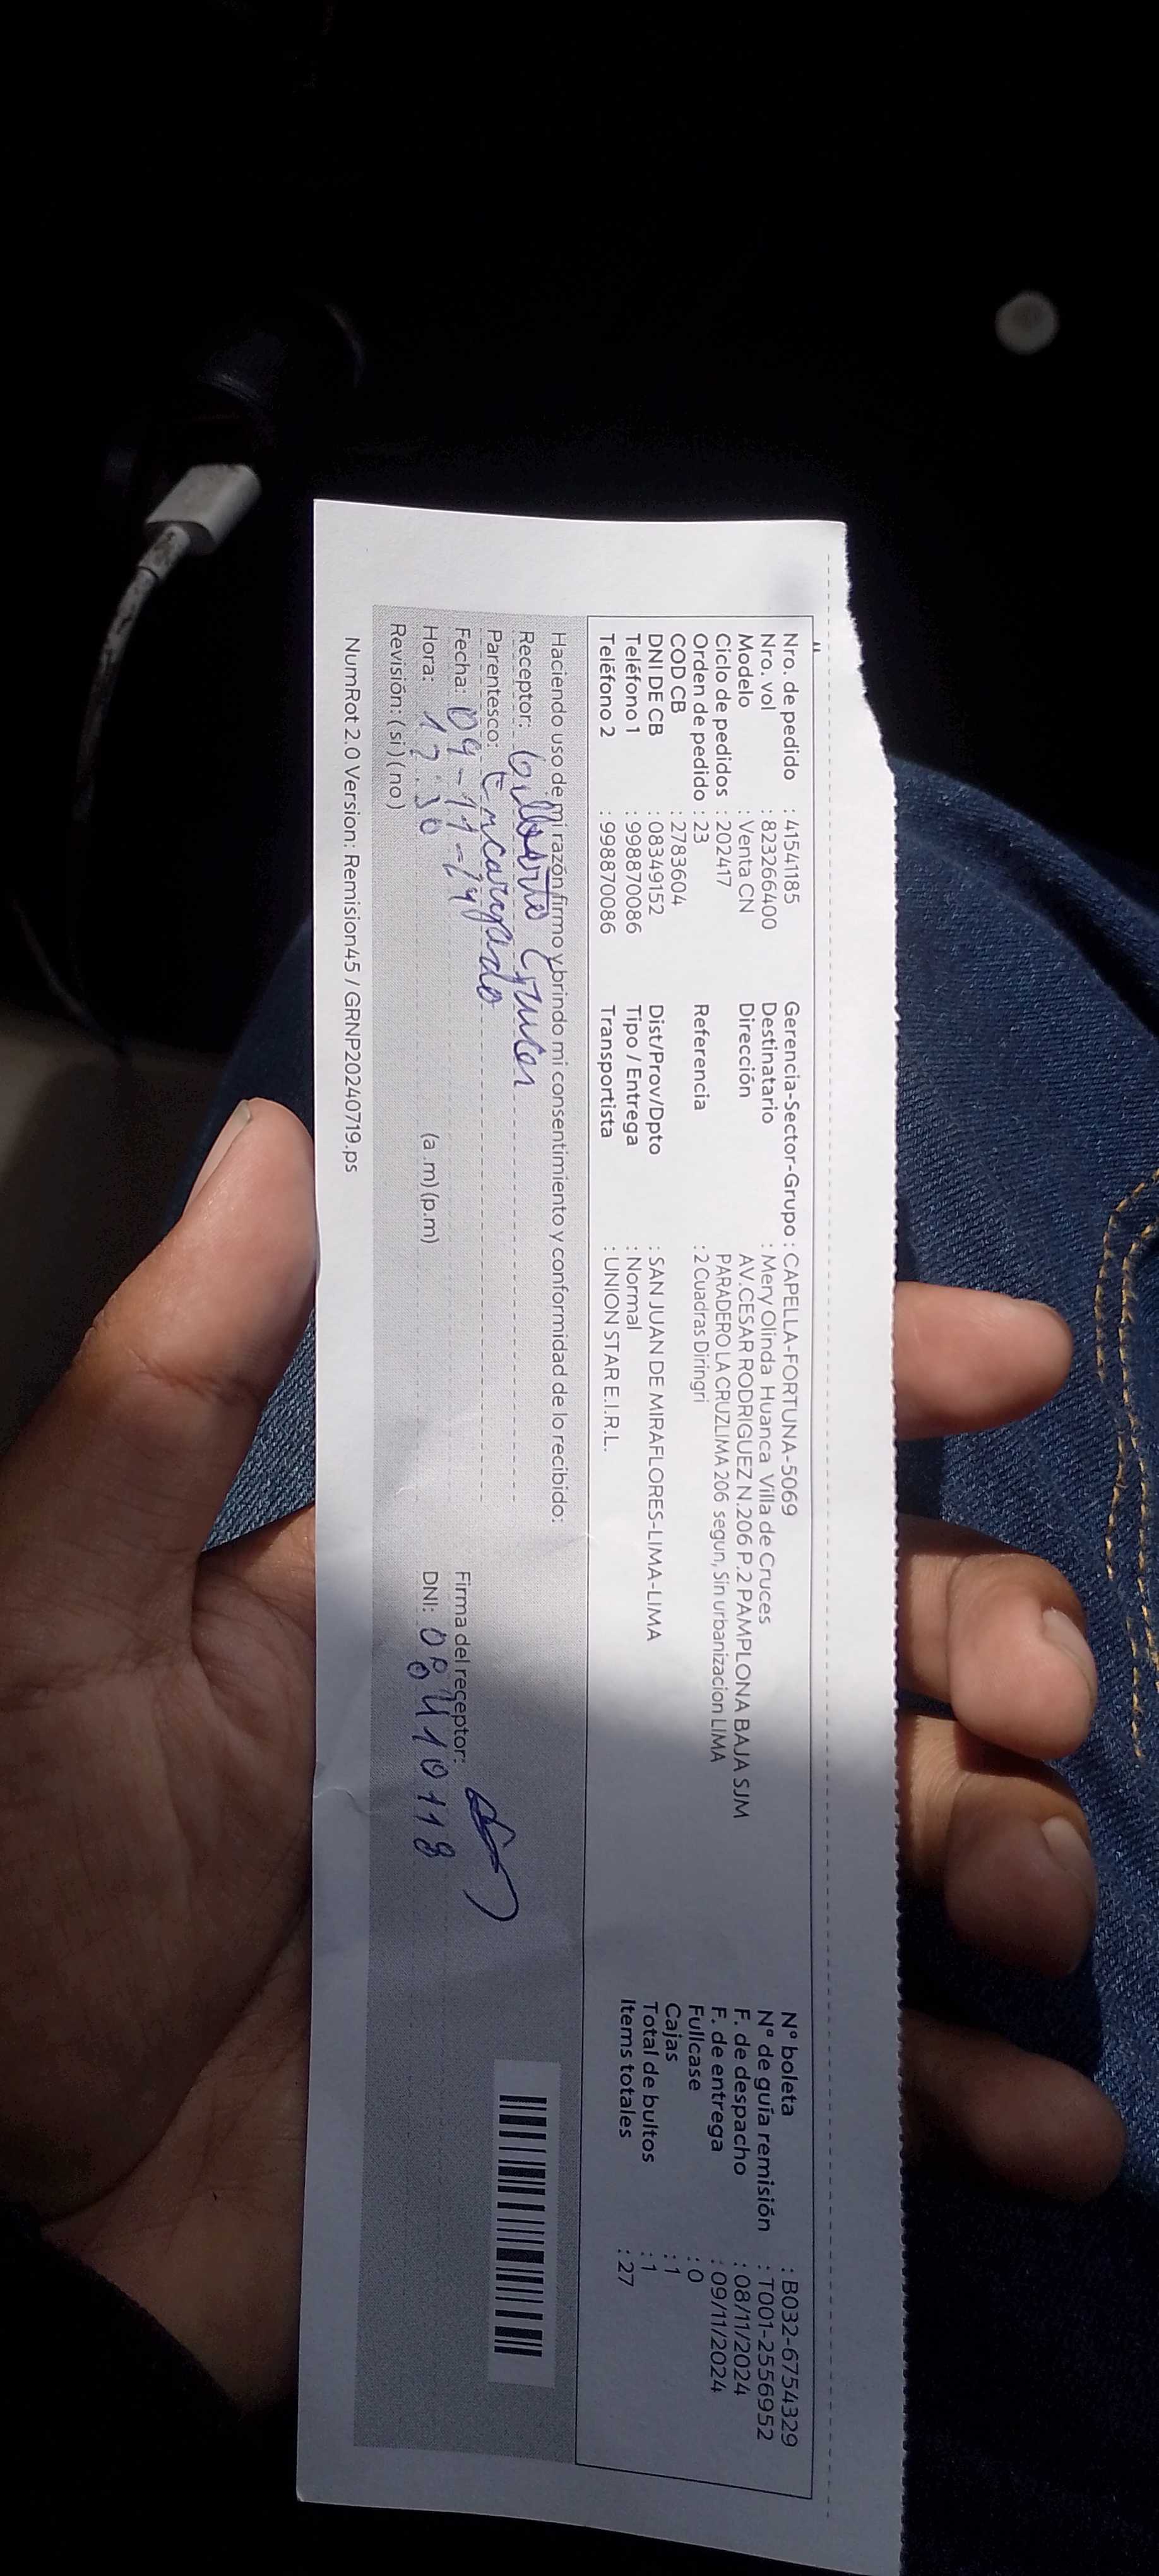 Nro. de pedido : 41541185 Gerencia-Sector-Grupo : CAPELLA-FORTUNA-5069 N° boleta : B032-6754329
Nro. vol : 823266400 Destinatario : Mery Olinda Huanca Villa de Cruces N° de guía remisión : T001-2556952
Modelo : Venta CN Dirección AV.CESAR RODRIGUEZ N.206 P.2 PAMPLONA BAJA SJM F. de despacho : 08/11/2024
Ciclo de pedidos : 202417 PARADERO LA CRUZLIMA 206 segun, Sin urbanizacion LIMA F. de entrega : 09/11/2024
Orden de pedido : 23 Referencia : 2 Cuadras Diringri Fullcase : 0
COD CB : 2783604 Cajas : 1
DNI DE CB : 08349152 Dist/Prov/Dpto : SAN JUAN DE MIRAFLORES-LIMA-LIMA Total de bultos : 1
Teléfono 1 : 998870086 Tipo / Entrega : Normal Items totales : 27
Teléfono 2 : 998870086 Transportista : UNION STAR E.I.R.L.
Haciendo uso de mi razón firmo y brindo mi consentimiento y conformidad de lo recibido:
Receptor: Gilberto Cruces
Parentesco: Encargado
Fecha: 09-11-24 Firma del receptor:
Hora: 12:30 (a .m) (p.m) DNI: 08410118
Revisión: ( si ) ( no )
NumRot 2.0 Version: Remision45 / GRNP20240719.ps